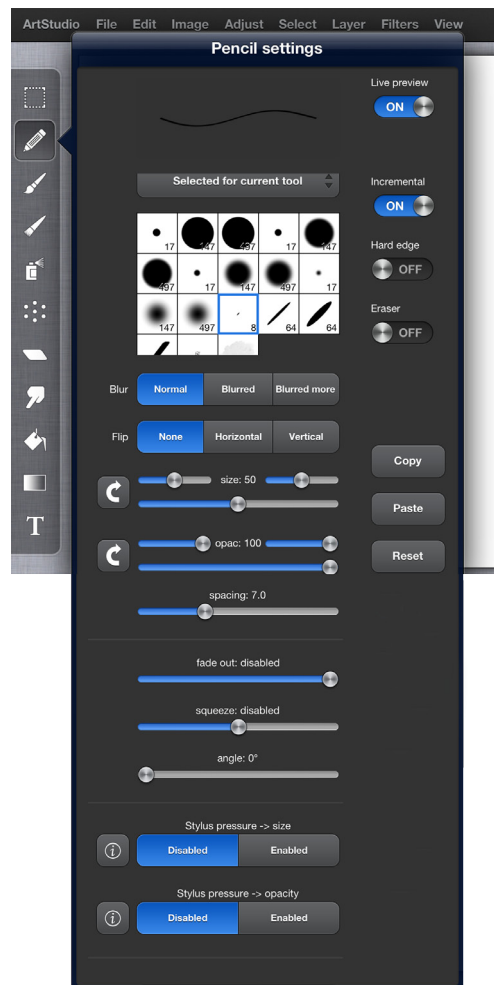 ArtStudio File Edit Image Adjust Select Layer Filters View
Pencil settings
Live preview
ON
Selected for current tool
Incremental
ON
17 147 497 17 147
Hard edge
497 17 147 497 17
OFF
147 497 8 64 64
Eraser
OFF
Blur Normal Blurred Blurred more
Flip None Horizontal Vertical
Copy
size: 50
Paste
opac: 100
Reset
spacing: 7.0
fade out: disabled
squeeze: disabled
angle: 0°
Stylus pressure -> size
i Disabled Enabled
Stylus pressure -> opacity
i Disabled Enabled
T